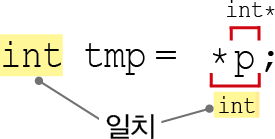 int*
int tmp = *p;
int
일치